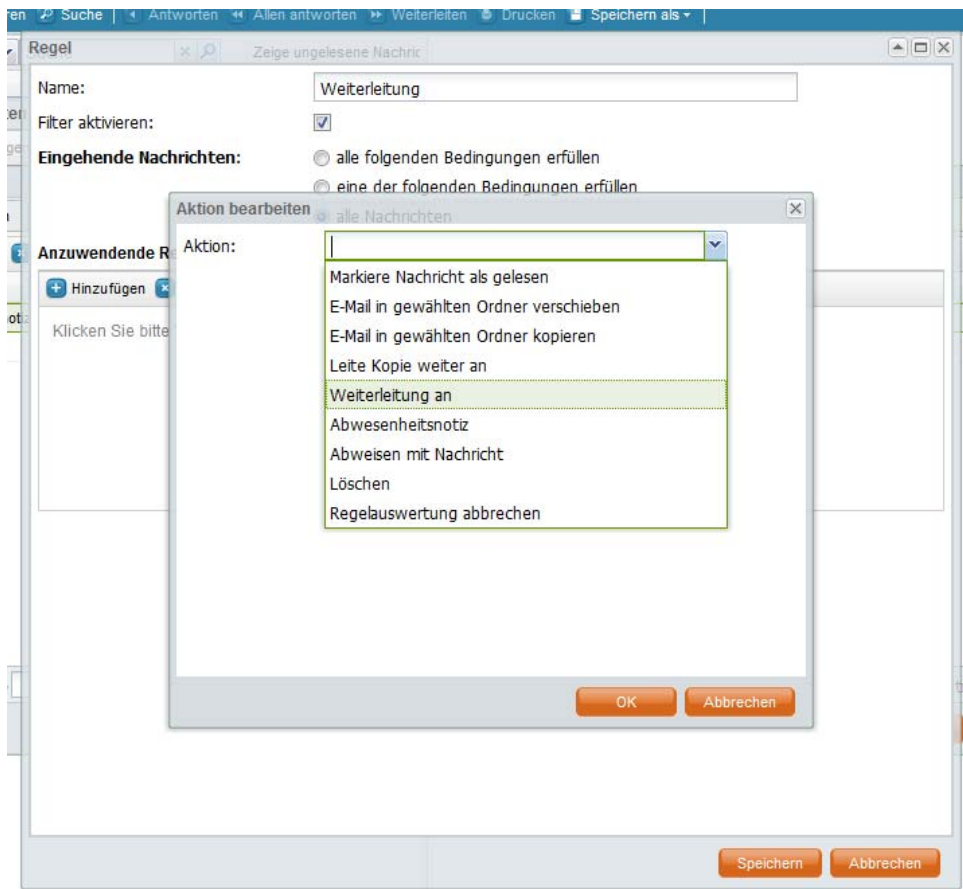 ren Suche Antworten Allen antworten Weiterleiten Drucken Speichern als
Regel
Zeige ungelesene Nachric
Name: Weiterleitung
Filter aktivieren:
Eingehende Nachrichten: alle folgenden Bedingungen erfüllen
eine der folgenden Bedingungen erfüllen
alle Nachrichten
Aktion bearbeiten
Anzuwendende R
Aktion:
Hinzufügen
Klicken Sie bitte
Markiere Nachricht als gelesen
E-Mail in gewählten Ordner verschieben
E-Mail in gewählten Ordner kopieren
Leite Kopie weiter an
Weiterleitung an
Abwesenheitsnotiz
Abweisen mit Nachricht
Löschen
Regelauswertung abbrechen
OK Abbrechen
Speichern Abbrechen